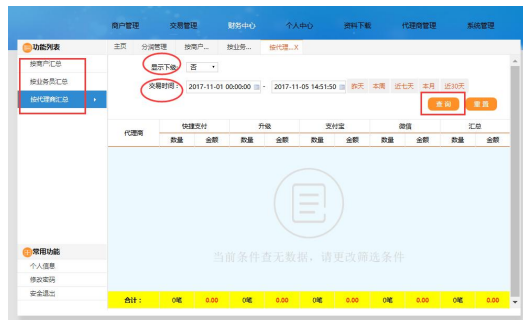 商户管理 交易管理 财务中心 个人中心 资料下载 代理商管理 系统管理
功能列表 主页 分润管理 按商户... 按业务... 按代理...X
按商户汇总
按业务员汇总
按代理商汇总
显示下级: 否
交易时间: 2017-11-01 00:00:00 - 2017-11-05 14:51:50 昨天 本周 近七天 本月 近30天
查 询 重 置
代理商 快捷支付 升级 支付宝 微信 汇总
数量 金额 数量 金额 数量 金额 数量 金额 数量 金额
当前条件查无数据,请更改筛选条件
常用功能
个人信息
修改密码
安全退出
合计: 0笔 0.00 0笔 0.00 0笔 0.00 0笔 0.00 0笔 0.00